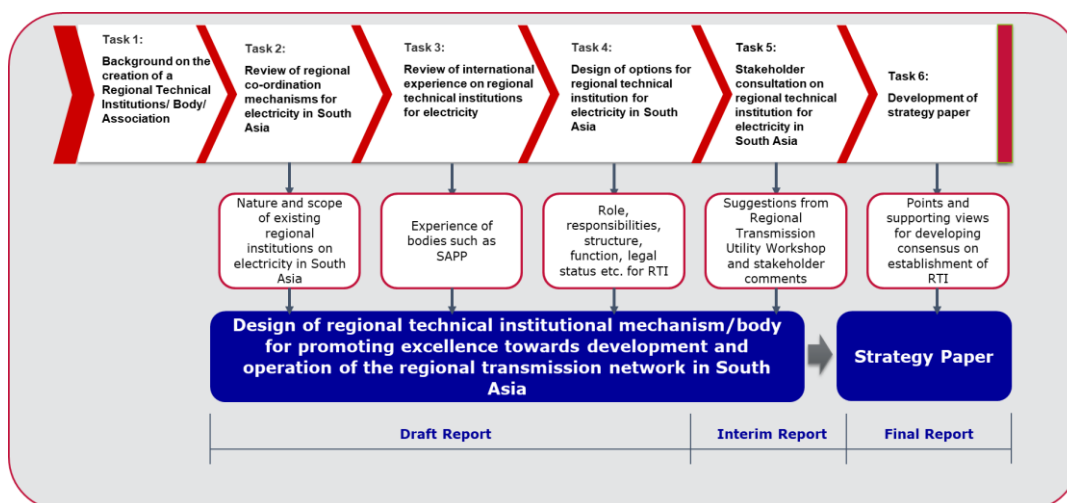 Task 1:
Background on the
creation of a
Regional Technical
Institutions/ Body/
Association
Task 2:
Review of regional
co-ordination
mechanisms for
electricity in South
Asia
Task 3:
Review of international
experience on regional
technical institutions
for electricity
Task 4:
Design of options for
regional technical
institution for
electricity in South
Asia
Task 5:
Stakeholder
consultation on
regional technical
institution for
electricity in
South Asia
Task 6:
Development of
strategy paper
Nature and scope
of existing
regional
institutions on
electricity in South
Asia
Experience of
bodies such as
SAPP
Role,
responsibilities,
structure,
function, legal
status etc. for RTI
Suggestions from
Regional
Transmission
Utility Workshop
and stakeholder
comments
Points and
supporting views
for developing
consensus on
establishment of
RTI
Design of regional technical institutional mechanism/body
for promoting excellence towards development and
operation of the regional transmission network in South
Asia
Strategy Paper
Draft Report
Interim Report
Final Report